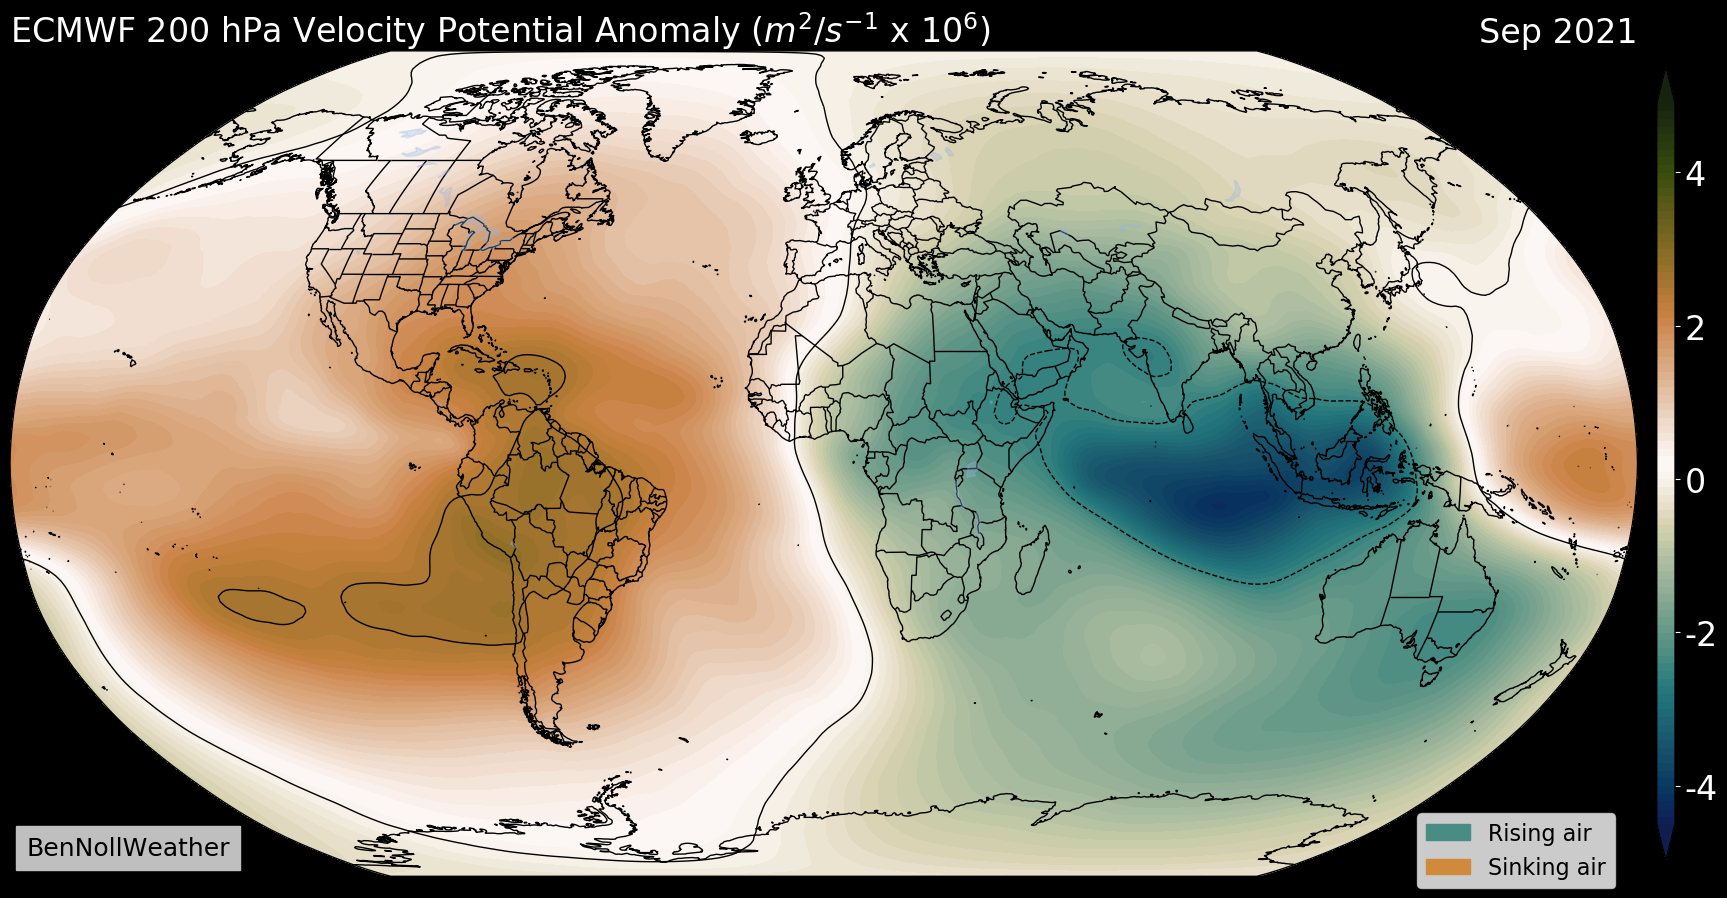 ECMWF 200 hPa Velocity Potential Anomaly (m²/s⁻¹ x 10⁶)
Sep 2021
4
2
0
-2
-4
BenNollWeather
Rising air
Sinking air